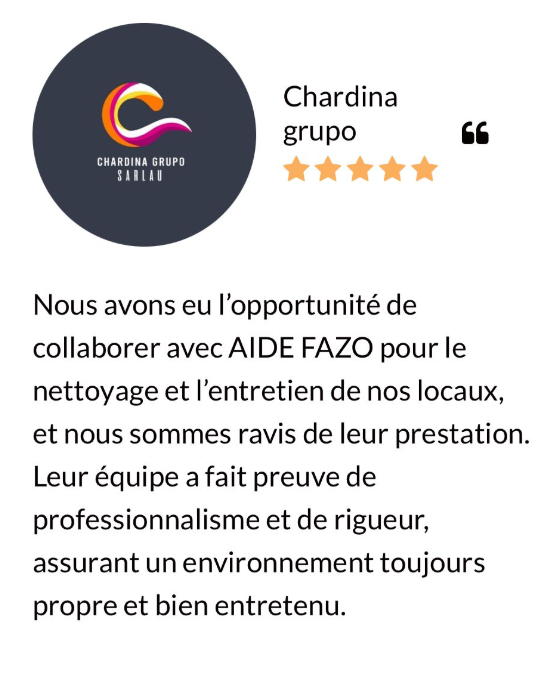 CHARDINA GRUPO
SARLAU
Chardina
grupo
“
Nous avons eu l’opportunité de
collaborer avec AIDE FAZO pour le
nettoyage et l’entretien de nos locaux,
et nous sommes ravis de leur prestation.
Leur équipe a fait preuve de
professionnalisme et de rigueur,
assurant un environnement toujours
propre et bien entretenu.